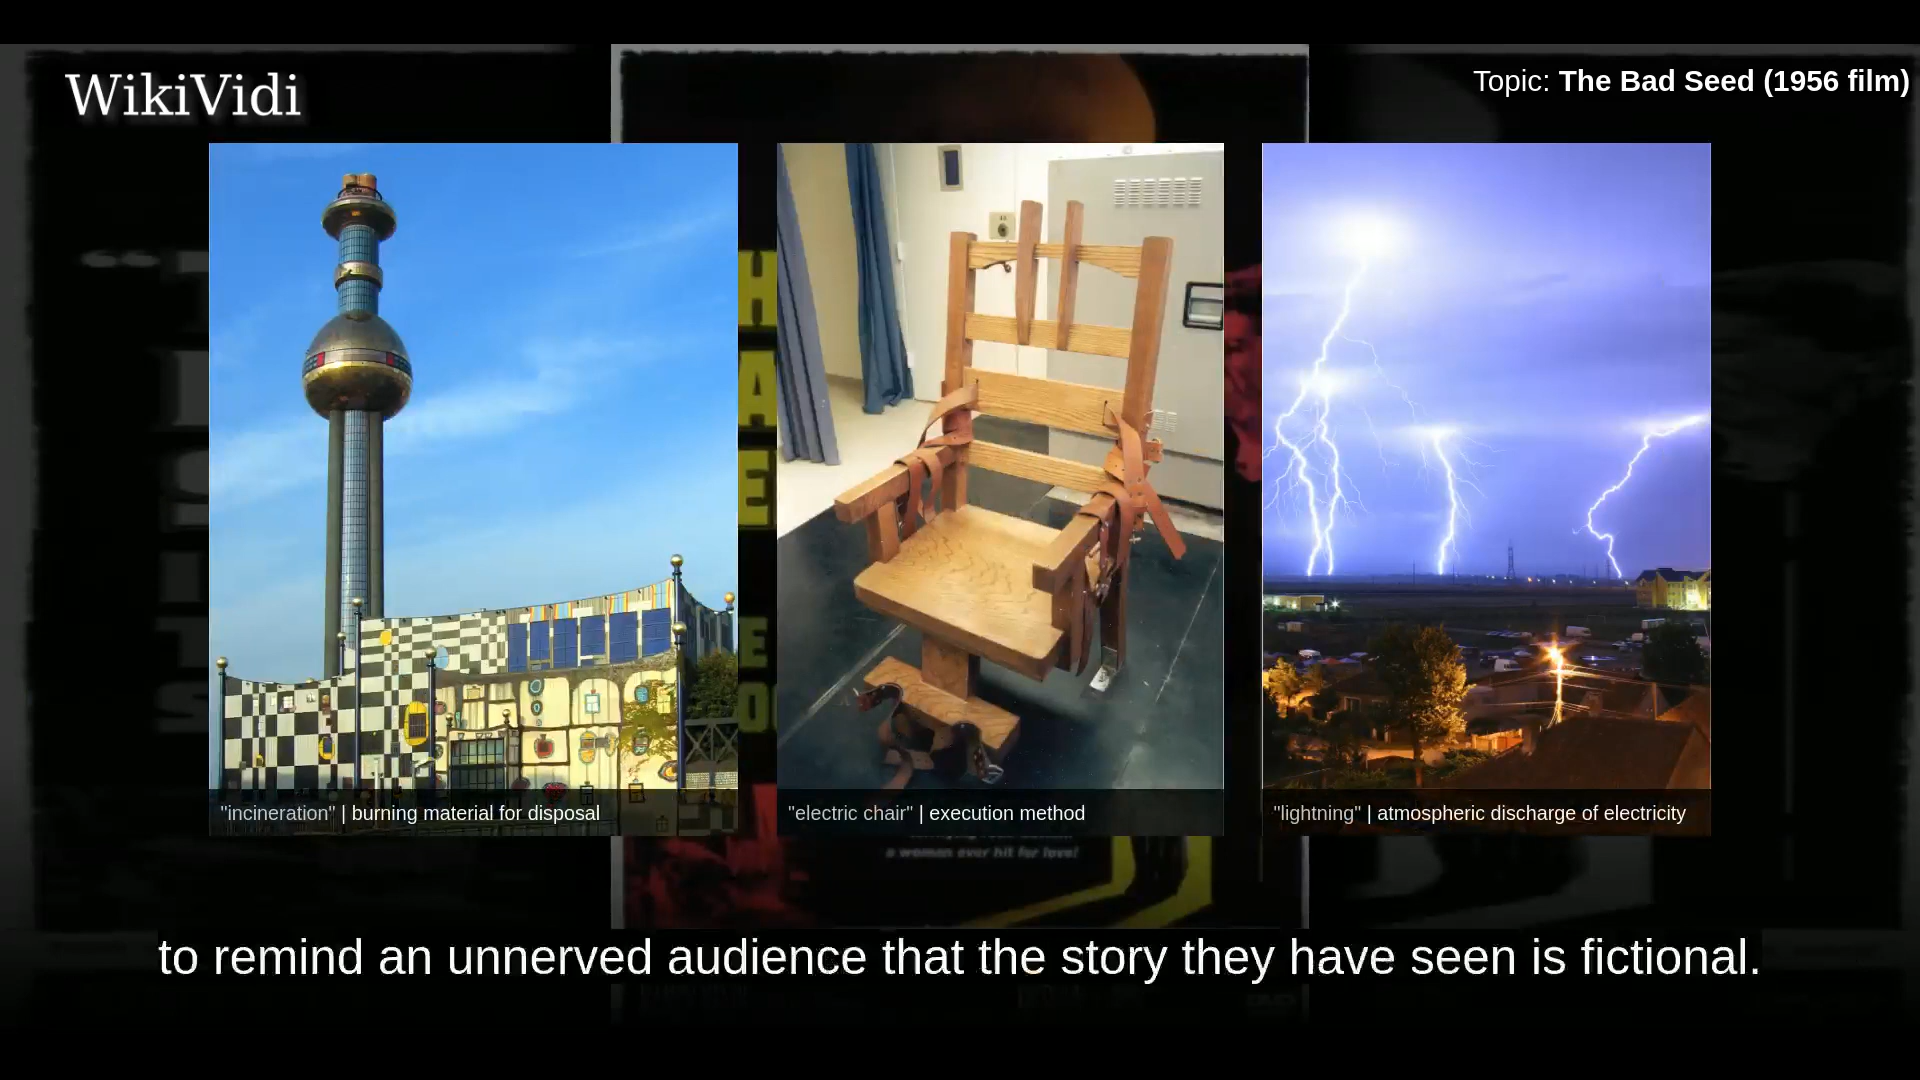 WikiVidi
Topic: The Bad Seed (1956 film)
"incineration" | burning material for disposal
"electric chair" | execution method
"lightning" | atmospheric discharge of electricity
a woman ever hit for love!
to remind an unnerved audience that the story they have seen is fictional.